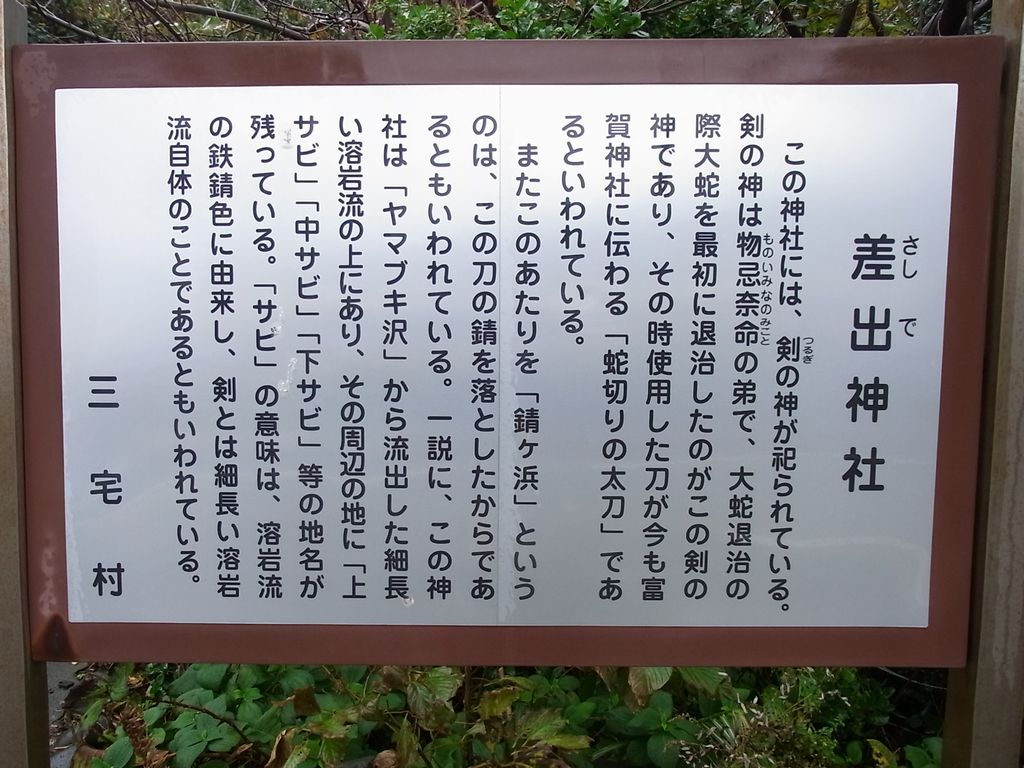 差出神社
さしで
この神社には、剣の神が祀られている。
つるぎ
剣の神は物忌奈命の弟で、大蛇退治の
ものいみなのみこと
際大蛇を最初に退治したのがこの剣の
神であり、その時使用した刀が今も富
賀神社に伝わる「蛇切りの太刀」であ
るといわれている。
またこのあたりを「錆ヶ浜」という
のは、この刀の錆を落としたからであ
るともいわれている。一説に、この神
社は「ヤマブキ沢」から流出した細長
い溶岩流の上にあり、その周辺の地に「上
サビ」「中サビ」「下サビ」等の地名が
残っている。「サビ」の意味は、溶岩流
の鉄錆色に由来し、剣とは細長い溶岩
流自体のことであるともいわれている。
三宅村